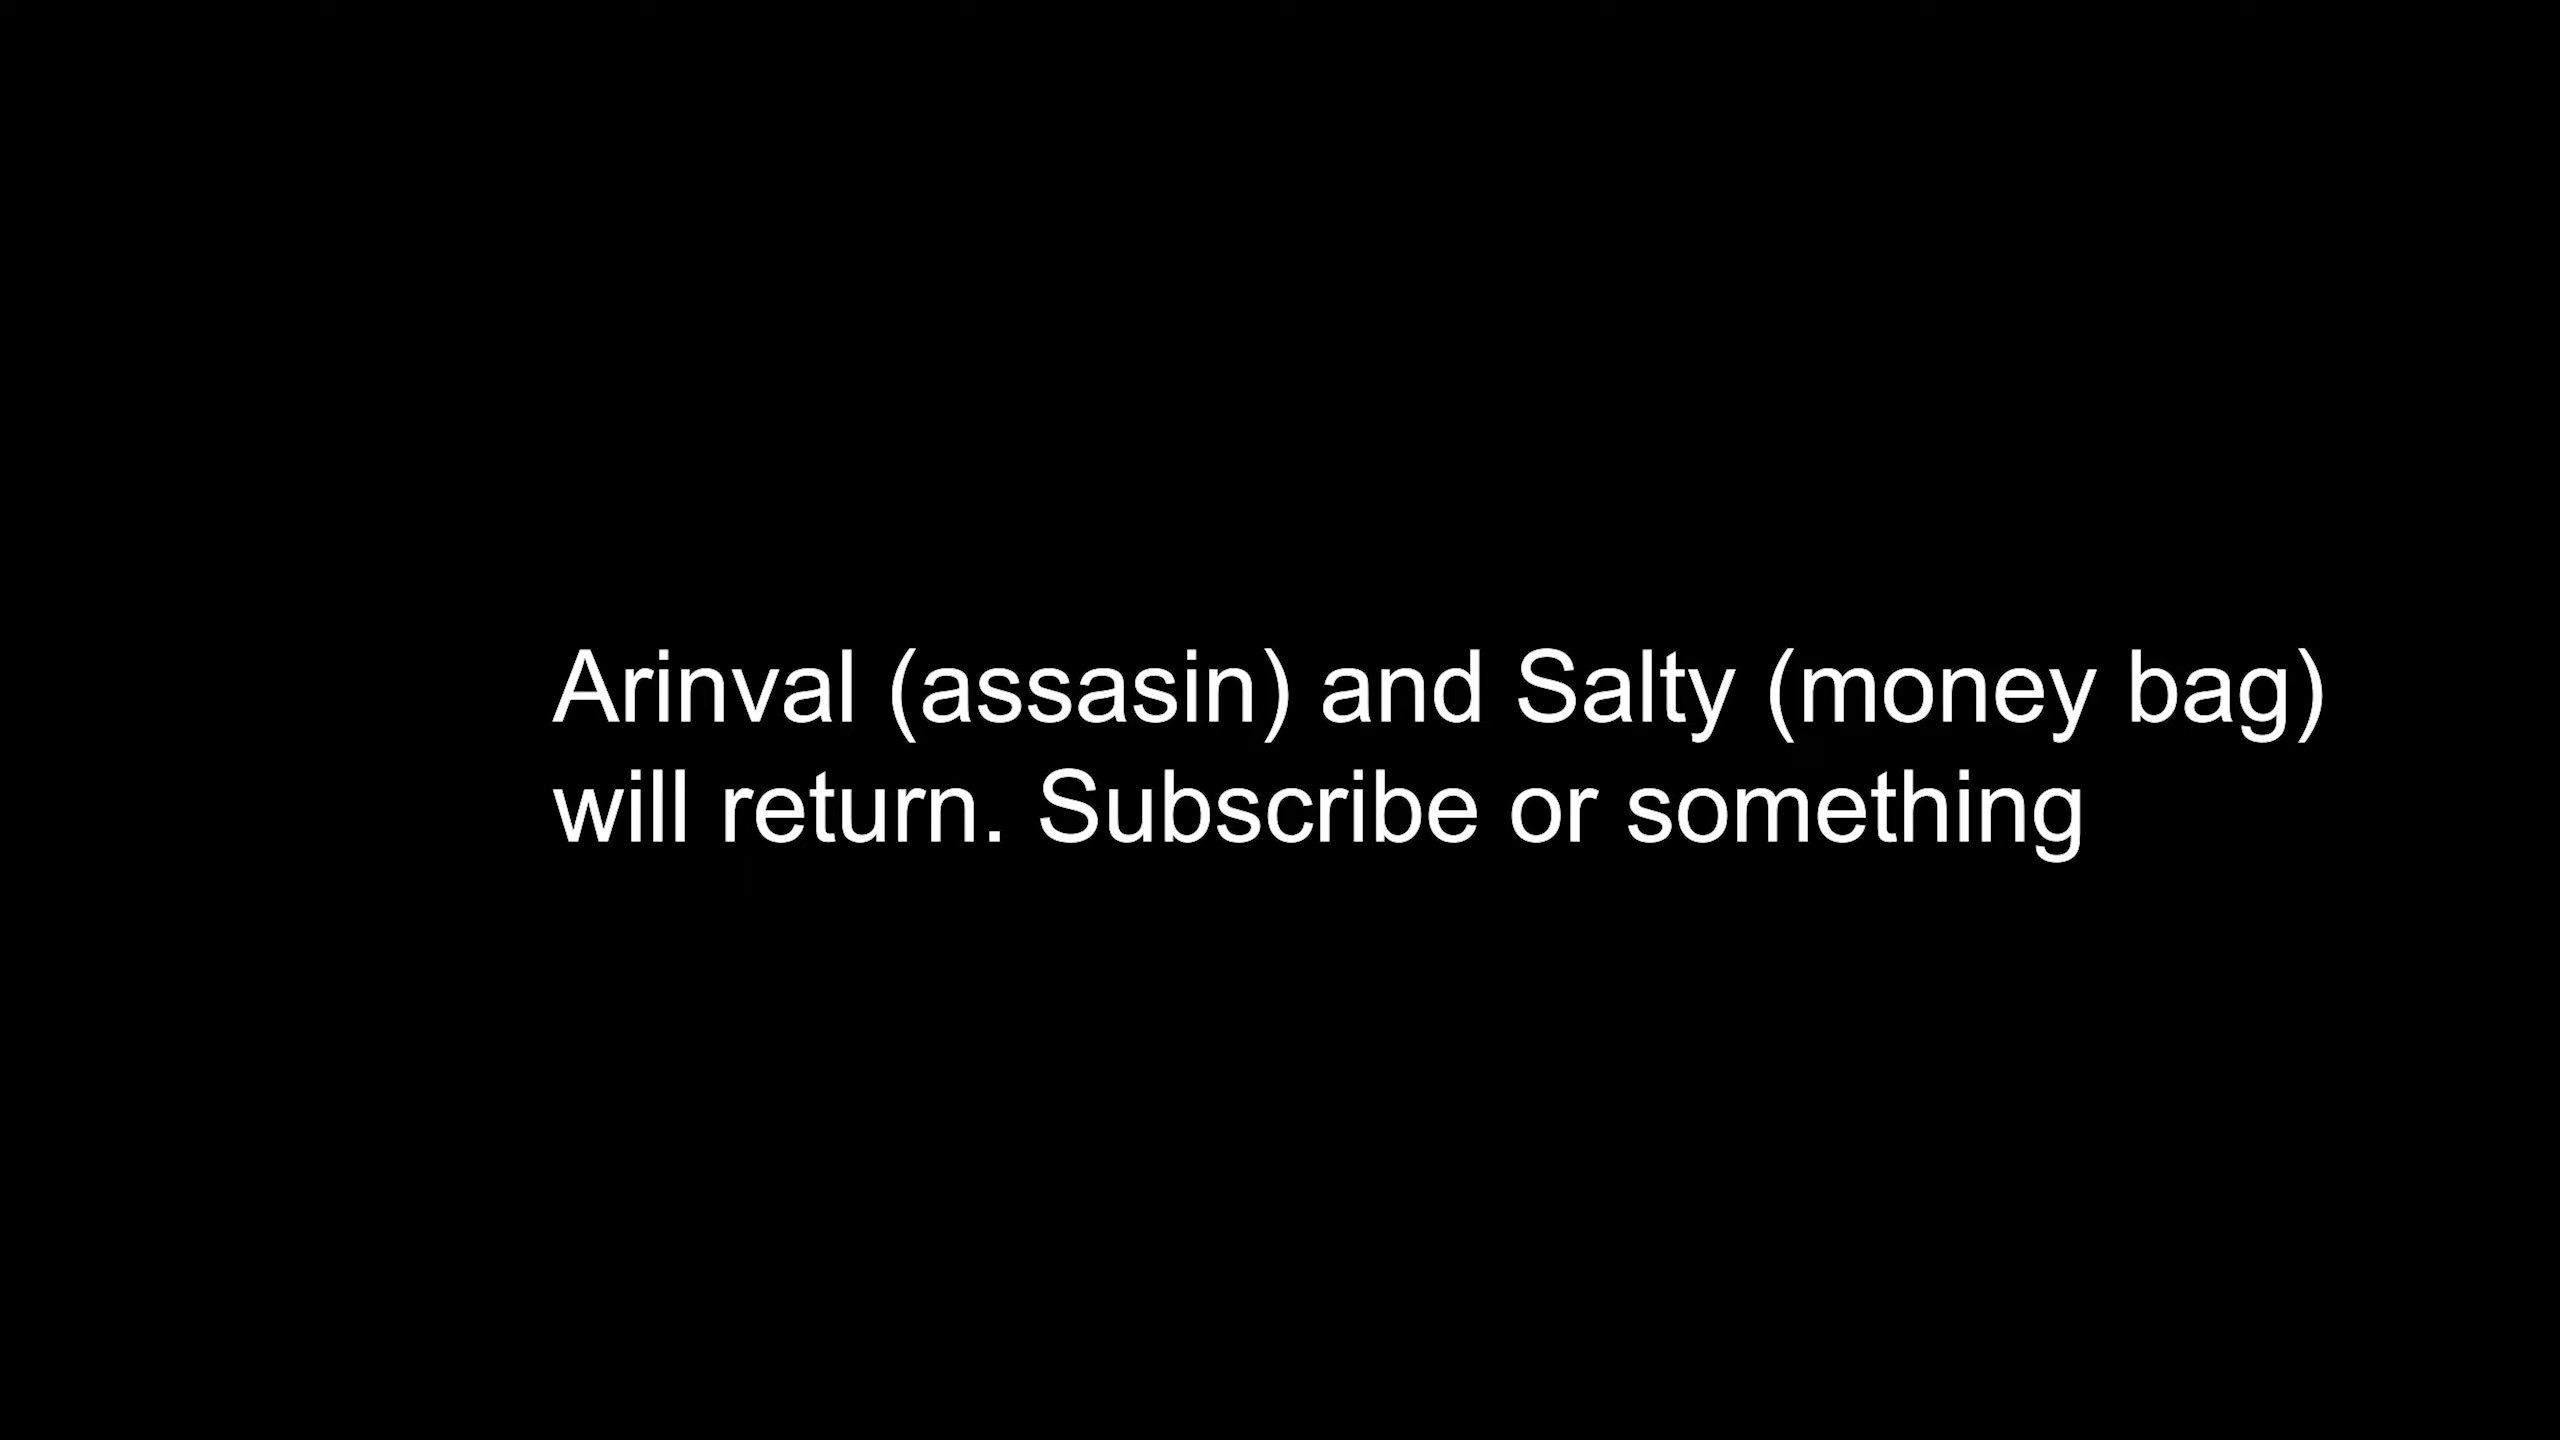 Arinval (assasin) and Salty (money bag)
will return. Subscribe or something